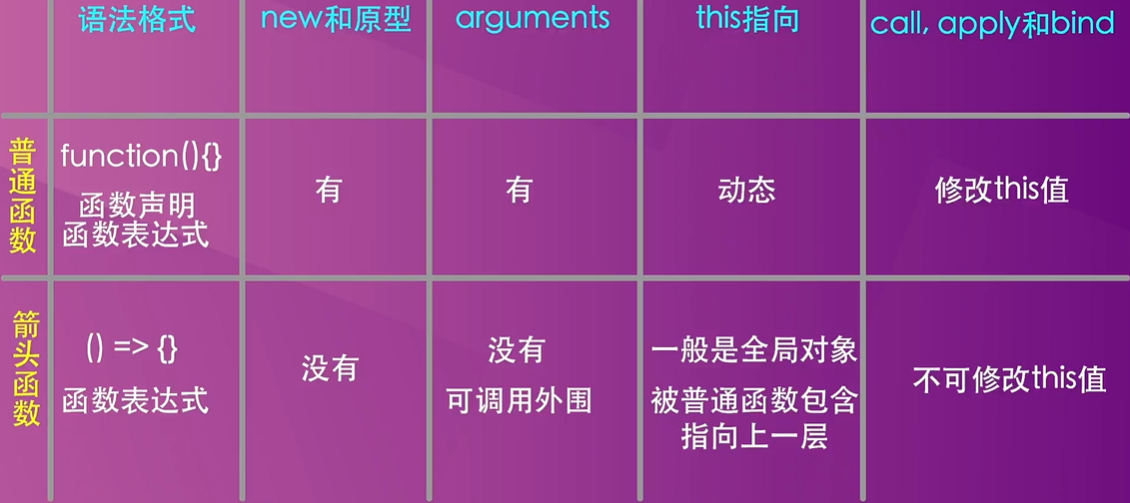 语法格式
new和原型
arguments
this指向
call, apply和bind
普通函数
function(){}
函数声明
函数表达式
有
有
动态
修改this值
箭头函数
() => {}
函数表达式
没有
没有
可调用外围
一般是全局对象
被普通函数包含
指向上一层
不可修改this值